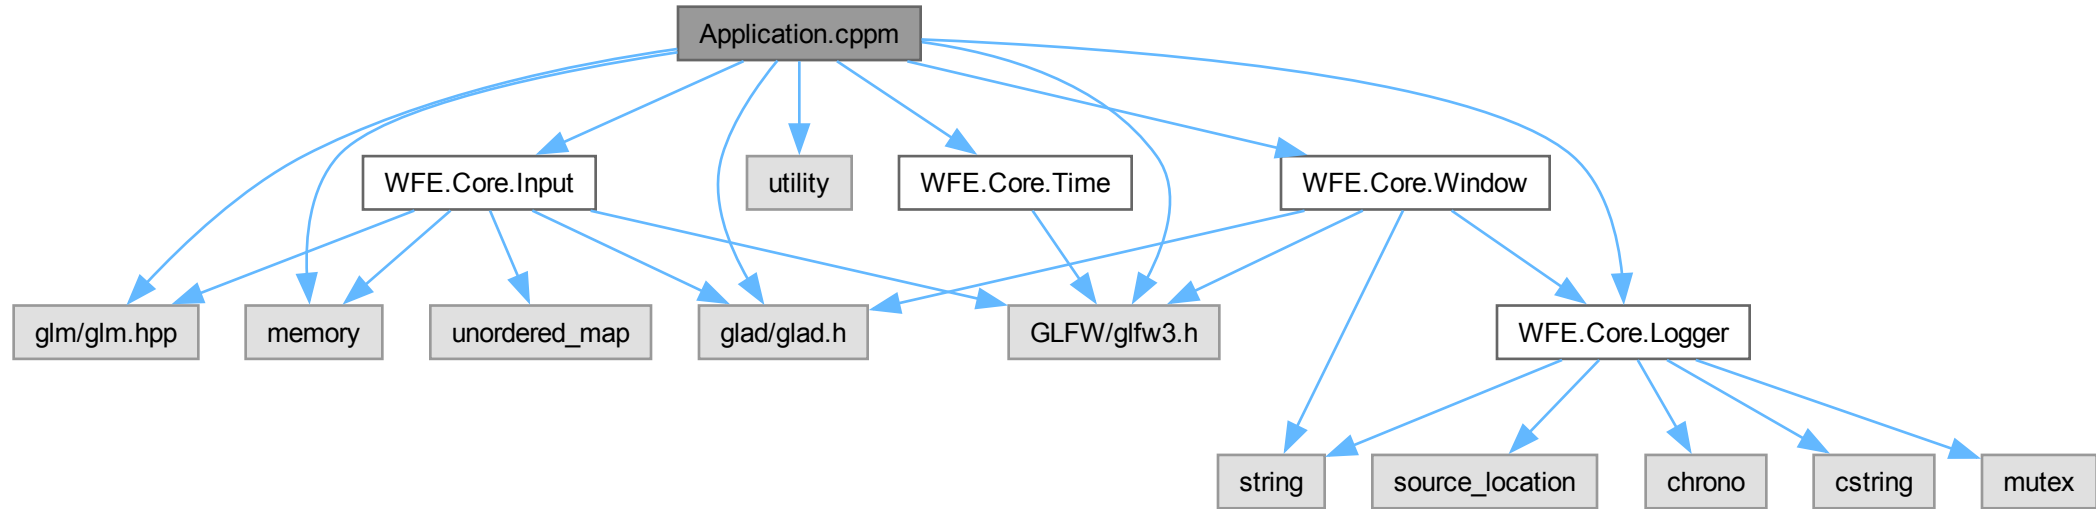 Application.cppm
WFE.Core.Input
utility
WFE.Core.Time
WFE.Core.Window
glm/glm.hpp
memory
unordered_map
glad/glad.h
GLFW/glfw3.h
WFE.Core.Logger
string
source_location
chrono
cstring
mutex